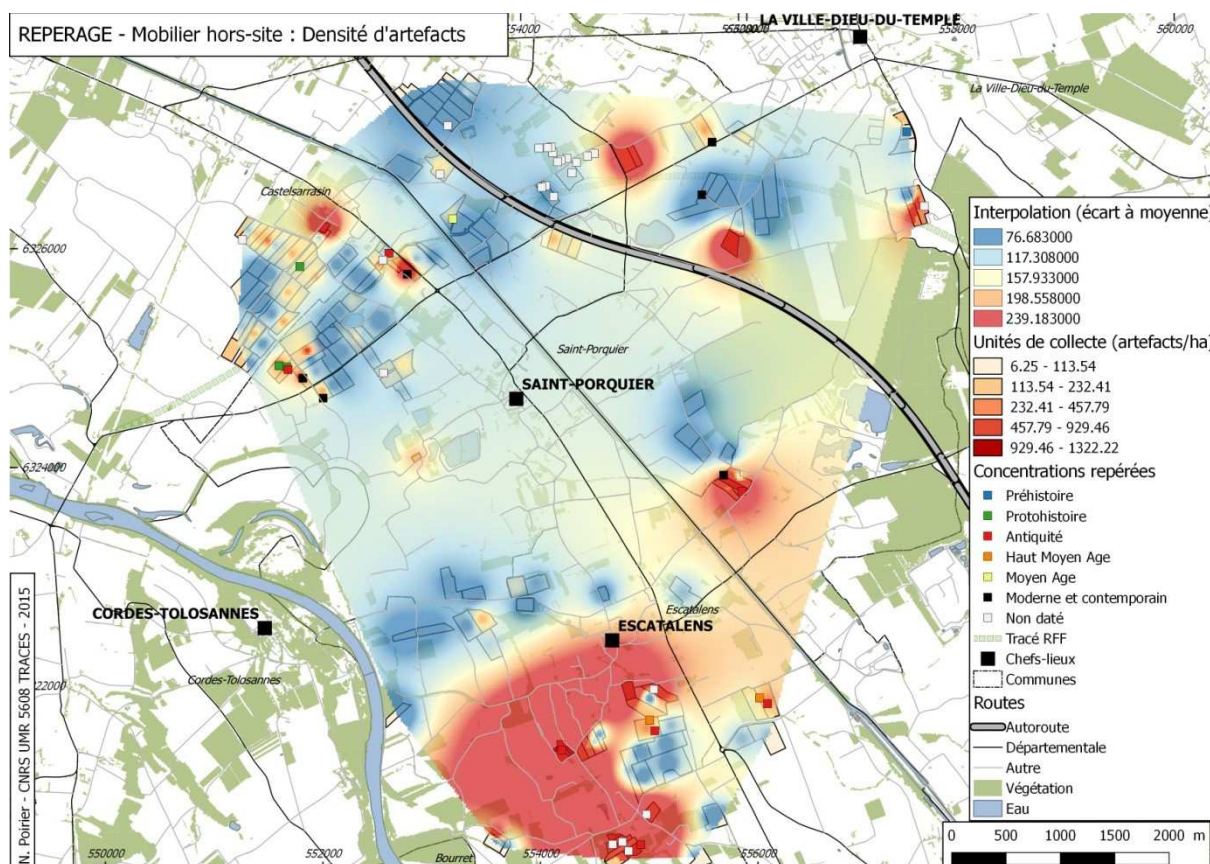 REPERAGE - Mobilier hors-site : Densité d'artefacts
554000
LA VILLE-DIEU-DU-TEMPLE
558000
560000
La Ville-Dieu-du-Temple
Castelsarrasin
6326000
Saint-Porquier
SAINT-PORQUIER
6324000
CORDES-TOLOSANNES
Escatalens
ESCATALENS
Cordes-Tolosannes
22000
550000
552000
Bourret
554000
556000
N. Poirier - CNRS UMR 5608 TRACES - 2015
Interpolation (écart à moyenne)
76.683000
117.308000
157.933000
198.558000
239.183000
Unités de collecte (artefacts/ha)
6.25 - 113.54
113.54 - 232.41
232.41 - 457.79
457.79 - 929.46
929.46 - 1322.22
Concentrations repérées
Préhistoire
Protohistoire
Antiquité
Haut Moyen Age
Moyen Age
Moderne et contemporain
Non daté
Tracé RFF
Chefs-lieux
Communes
Routes
Autoroute
Départementale
Autre
Végétation
Eau
0 500 1000 1500 2000 m